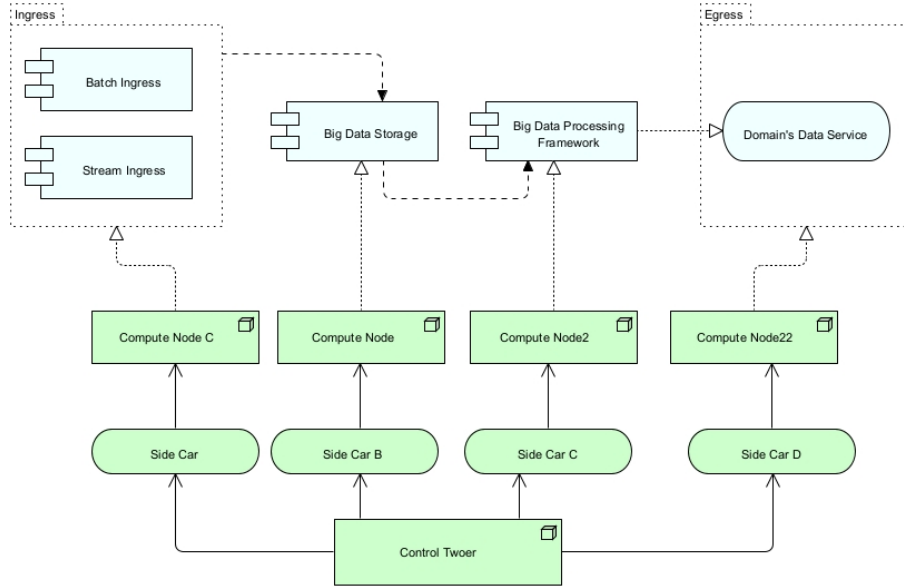 Ingress
Egress
Batch Ingress
Stream Ingress
Big Data Storage
Big Data Processing
Framework
Domain's Data Service
Compute Node C
Compute Node
Compute Node2
Compute Node22
Side Car
Side Car B
Side Car C
Side Car D
Control Twoer